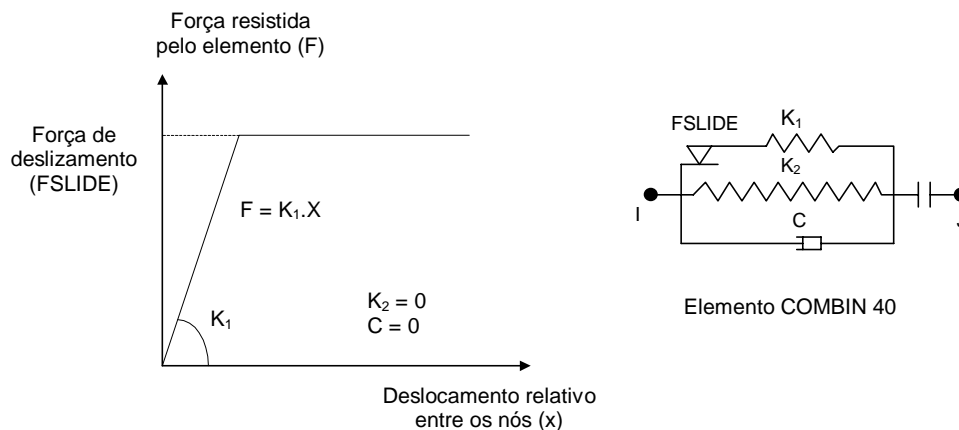 Força resistida
pelo elemento (F)
Força de
deslizamento
(FSLIDE)
F = K₁.X
K₁
K₂ = 0
C = 0
Deslocamento relativo
entre os nós (x)
FSLIDE
K₁
K₂
C
I
Elemento COMBIN 40